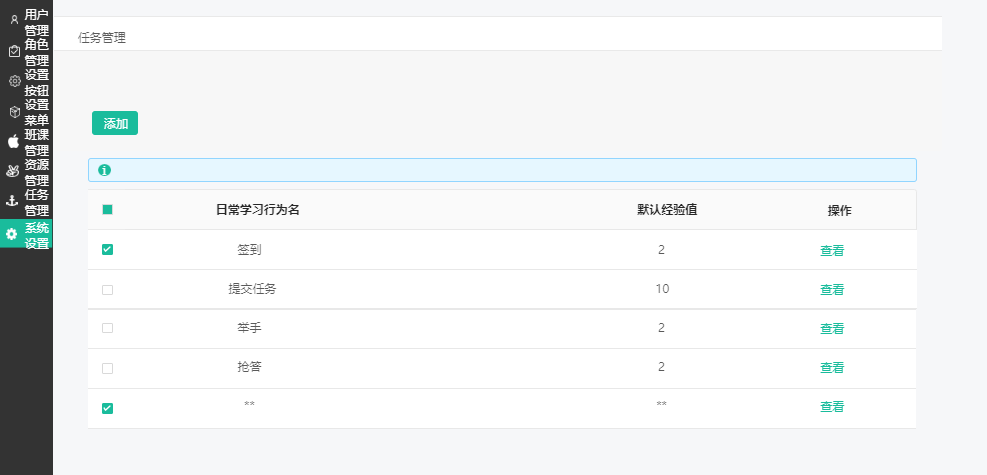 用户
管理
角色
管理
设置
按钮
设置
菜单
班课
管理
资源
管理
任务
管理
系统
设置
任务管理
添加
日常学习行为名 默认经验值 操作
签到 2 查看
提交任务 10 查看
举手 2 查看
抢答 2 查看
** ** 查看